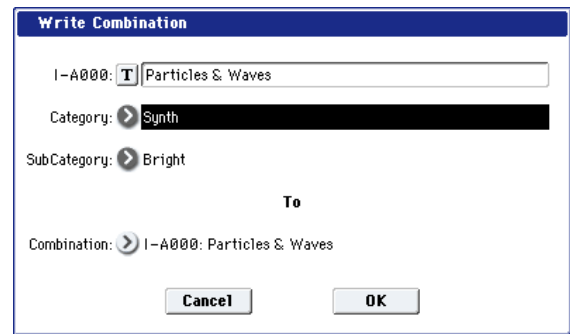 Write Combination
I-A000: T Particles & Waves
Category: Synth
SubCategory: Bright
To
Combination: I-A000: Particles & Waves
Cancel OK